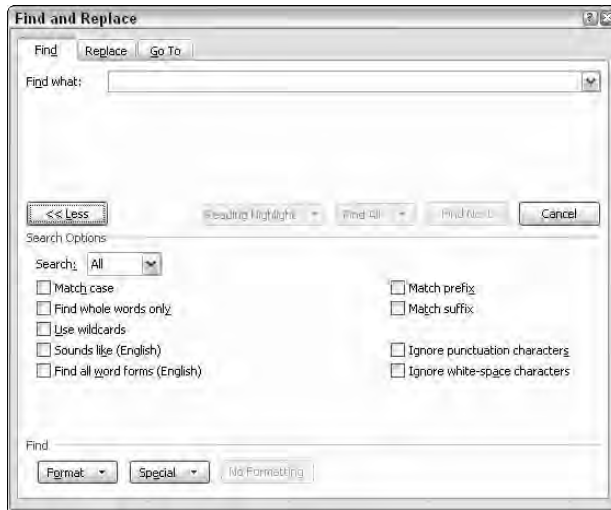 Find and Replace
Find Replace Go To
Find what:
<< Less Reading Highlight Find All Find Next Cancel
Search Options
Search: All
Match case Match prefix
Find whole words only Match suffix
Use wildcards
Sounds like (English) Ignore punctuation characters
Find all word forms (English) Ignore white-space characters
Find
Format Special No Formatting